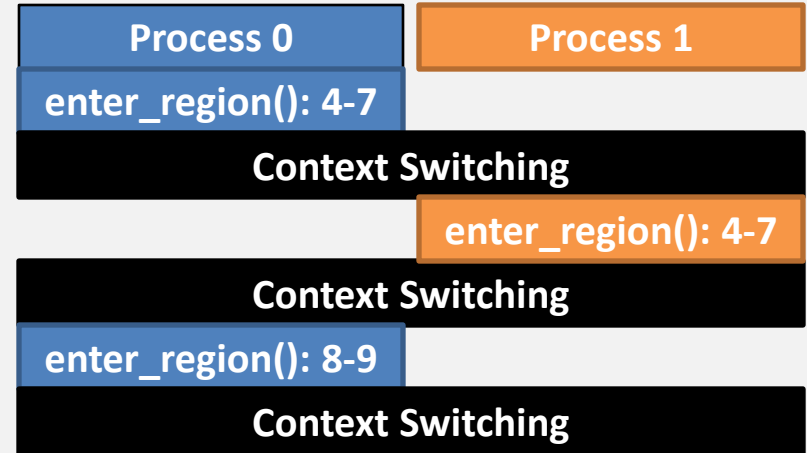 Process 0 Process 1
enter_region(): 4-7
Context Switching
enter_region(): 4-7
Context Switching
enter_region(): 8-9
Context Switching